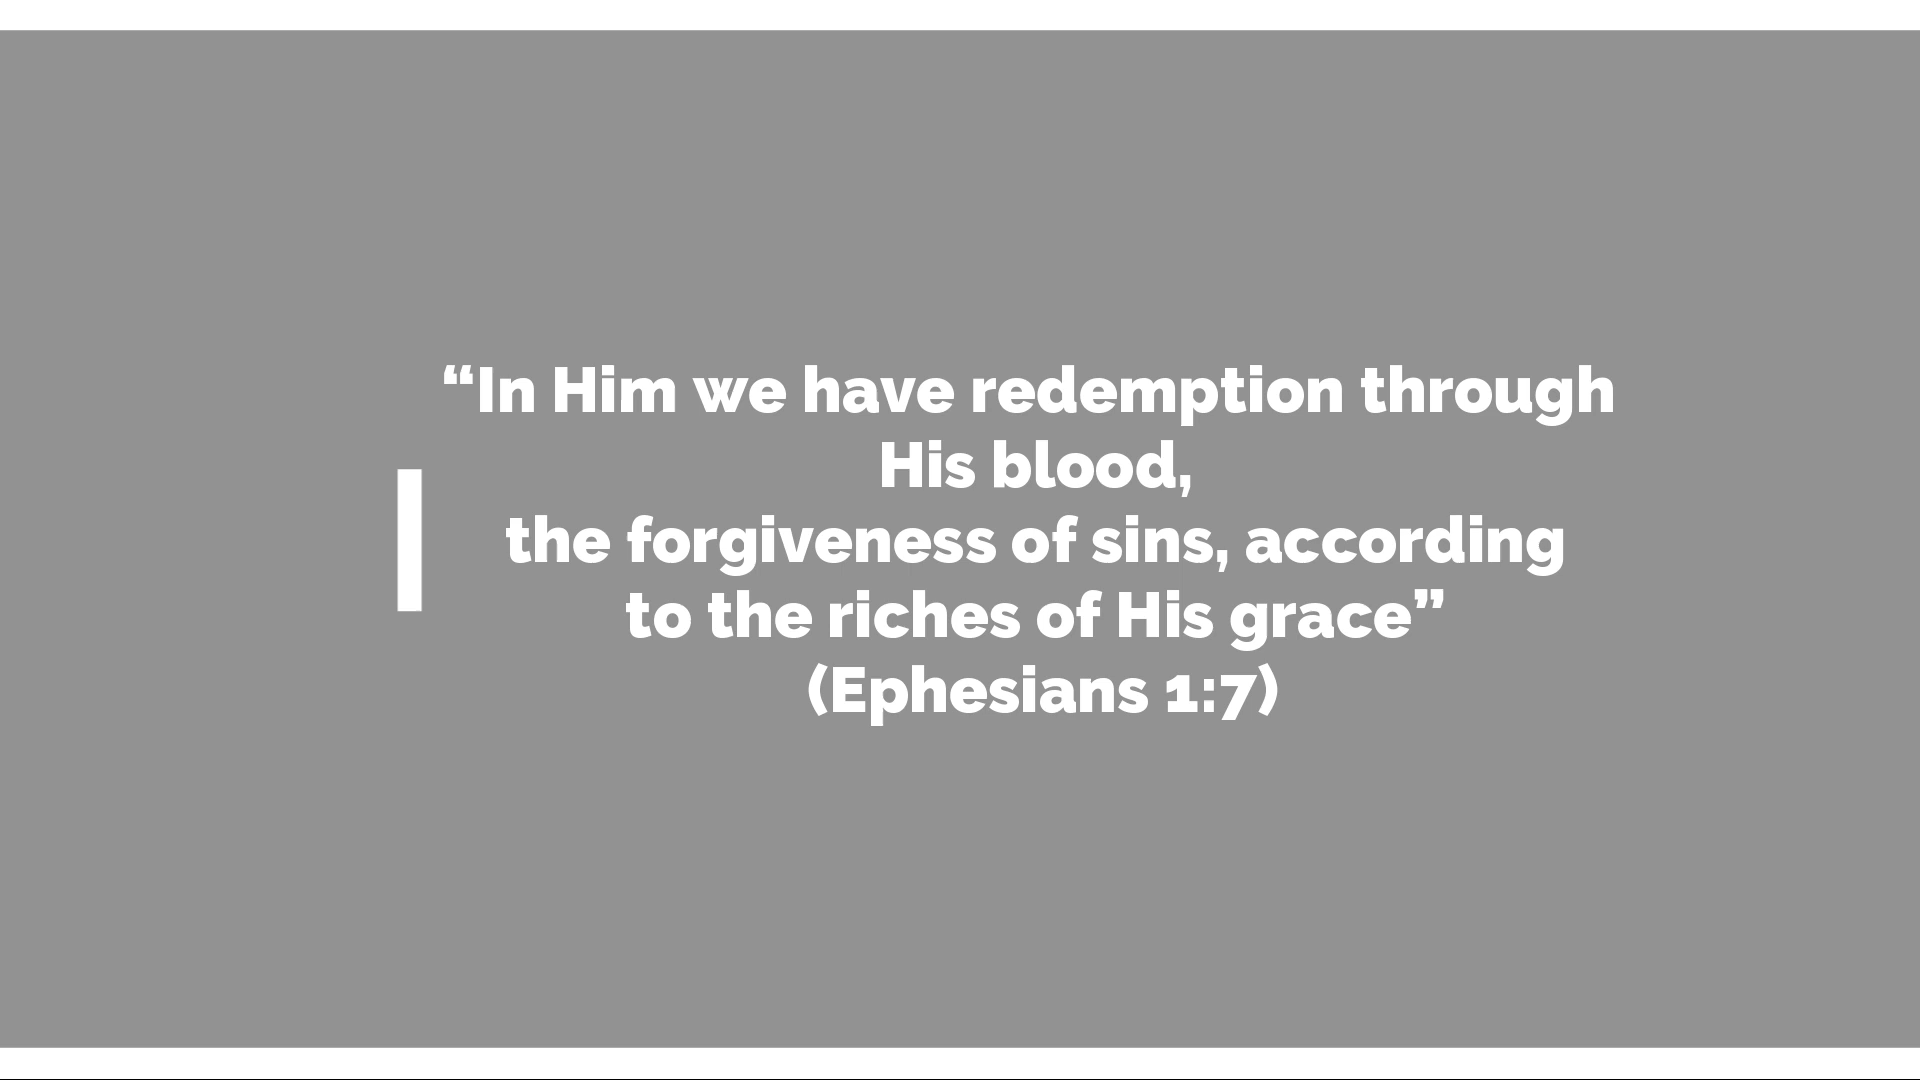 “In Him we have redemption through
His blood,
the forgiveness of sins, according
to the riches of His grace”
(Ephesians 1:7)